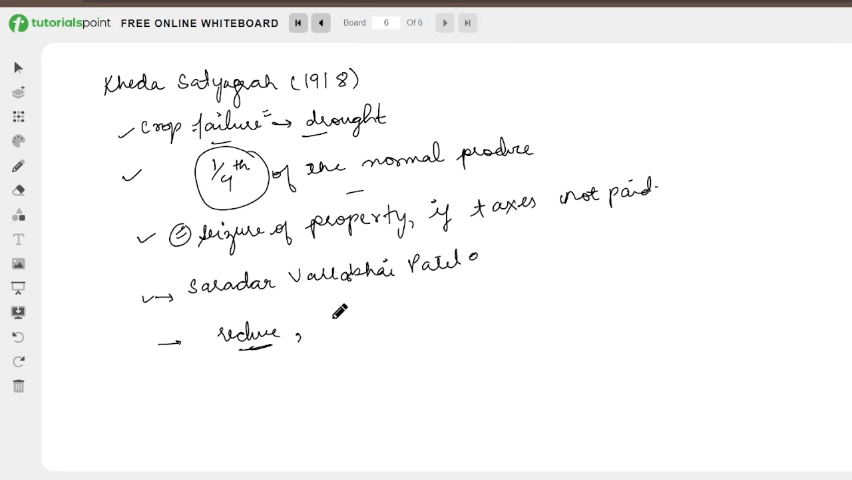 tutorialspoint FREE ONLINE WHITEBOARD Board 6 Of 6
Kheda Satyagrah (1918)
✓ Crop failure → drought
✓ 1/4th of the normal produce
✓ seizure of property, if taxes not paid.
✓→ Saradar Vallabhai Patel
→ reduce,
T